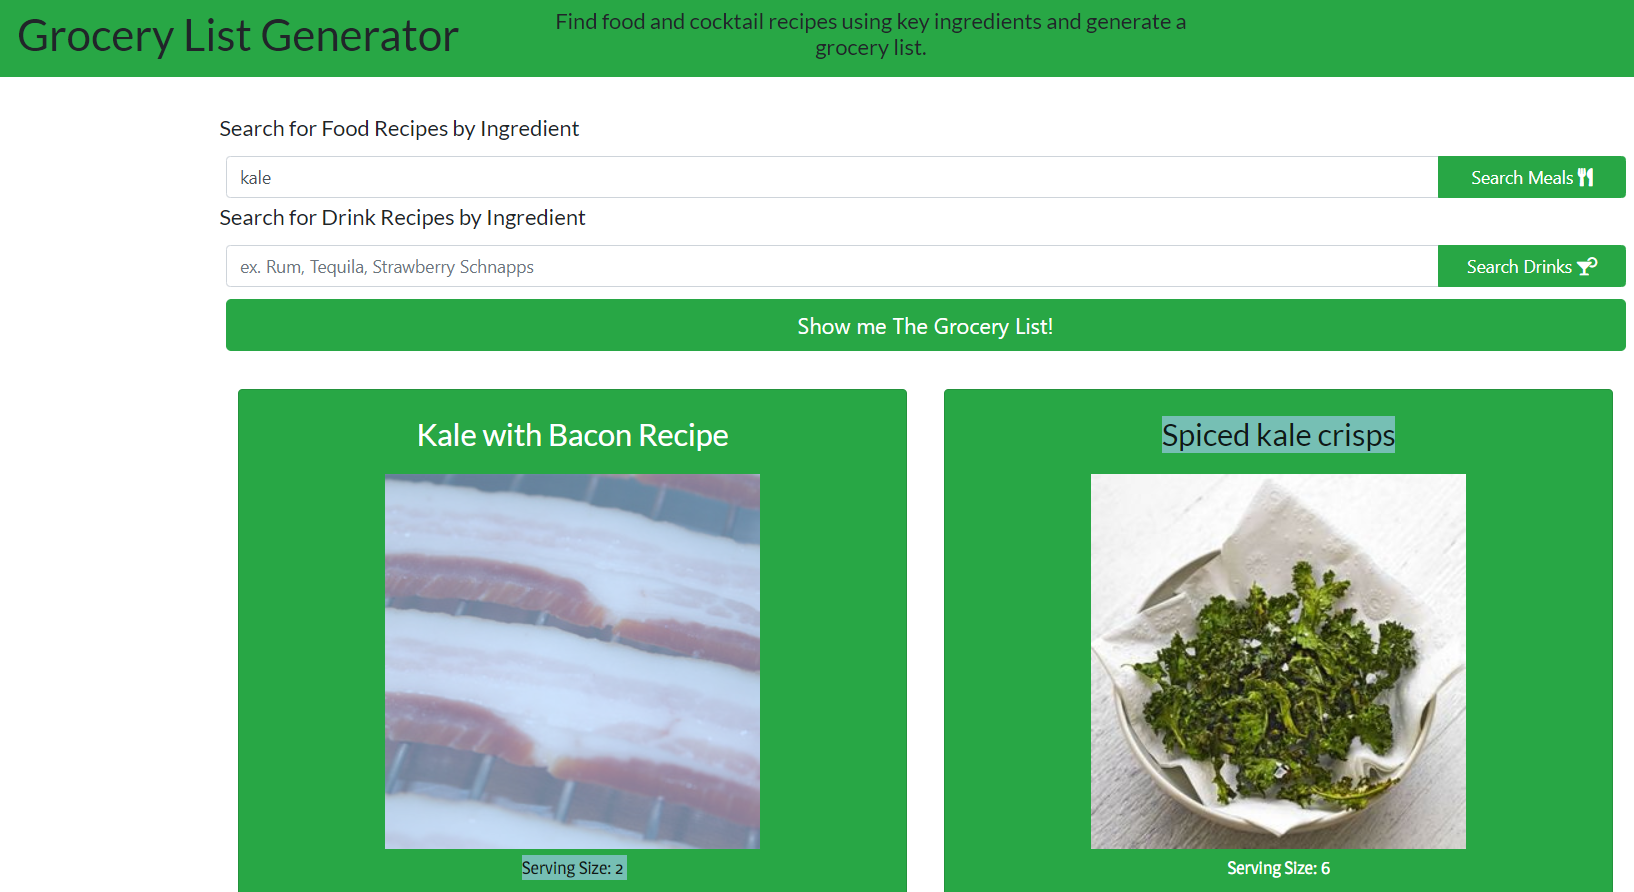 Grocery List Generator
Find food and cocktail recipes using key ingredients and generate a
grocery list.
Search for Food Recipes by Ingredient
kale
Search Meals
Search for Drink Recipes by Ingredient
ex. Rum, Tequila, Strawberry Schnapps
Search Drinks
Show me The Grocery List!
Kale with Bacon Recipe
Serving Size: 2
Spiced kale crisps
Serving Size: 6